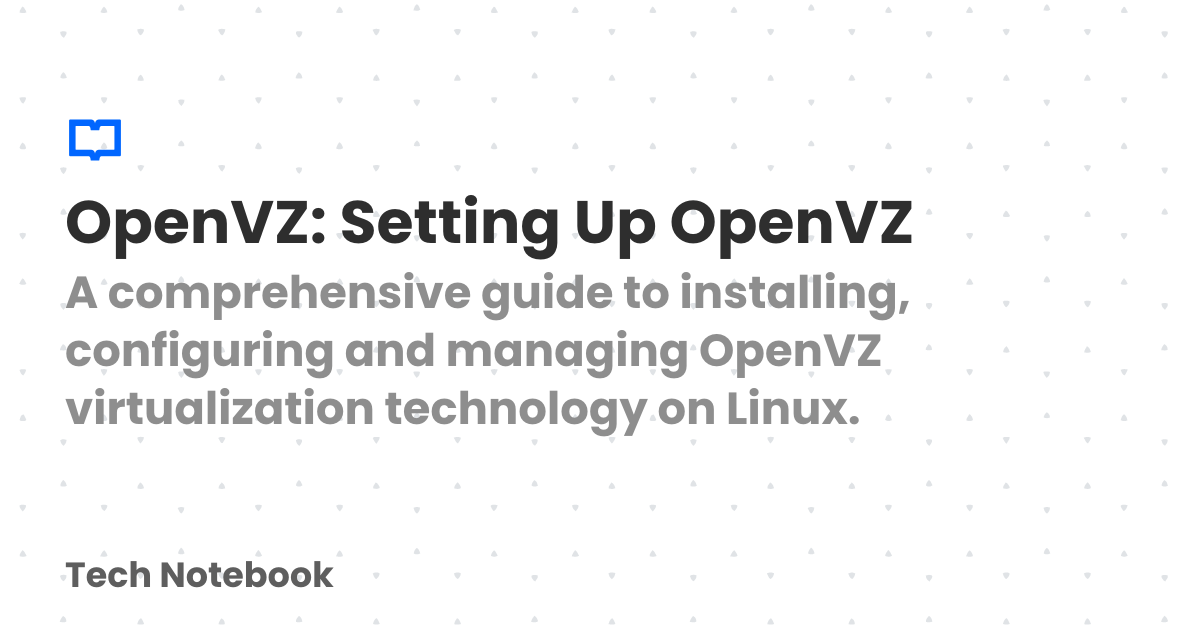 OpenVZ: Setting Up OpenVZ
A comprehensive guide to installing,
configuring and managing OpenVZ
virtualization technology on Linux.
Tech Notebook